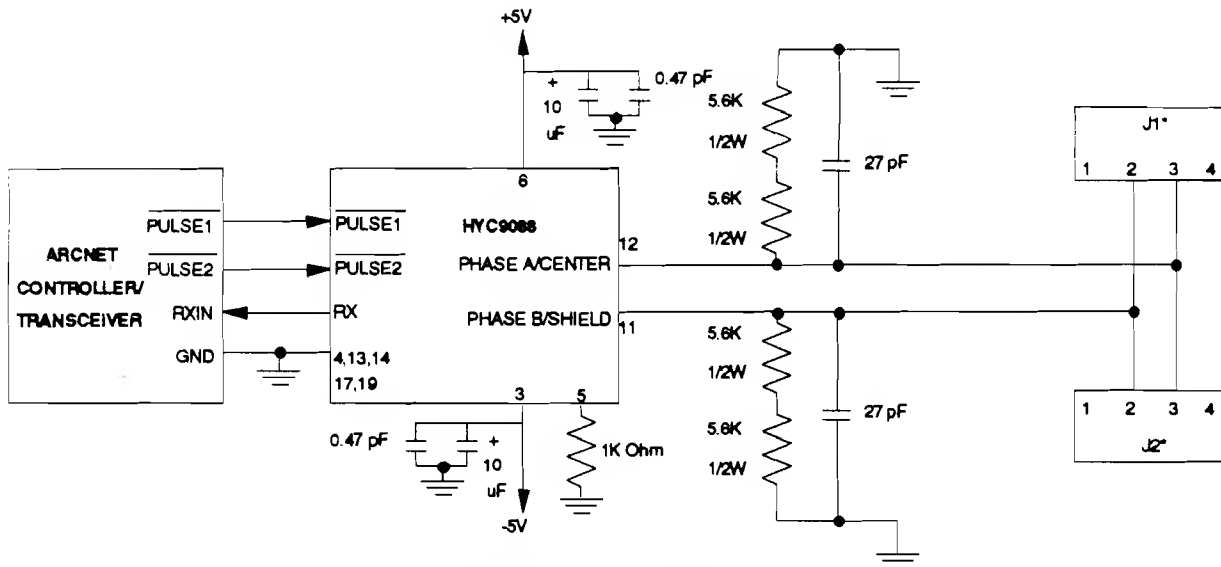 +5V
+
10
uF
0.47 pF
5.6K
1/2W
5.6K
1/2W
27 pF
J1*
1 2 3 4
ARCNET
CONTROLLER/
TRANSCEIVER
PULSE1
PULSE2
RXIN
GND
6
HYC9088
PULSE1
PULSE2
RX
4,13,14
17,19
12
PHASE A/CENTER
PHASE B/SHIELD
11
3
5
5.6K
1/2W
5.6K
1/2W
27 pF
1 2 3 4
J2*
0.47 pF
+
10
uF
1K Ohm
-5V